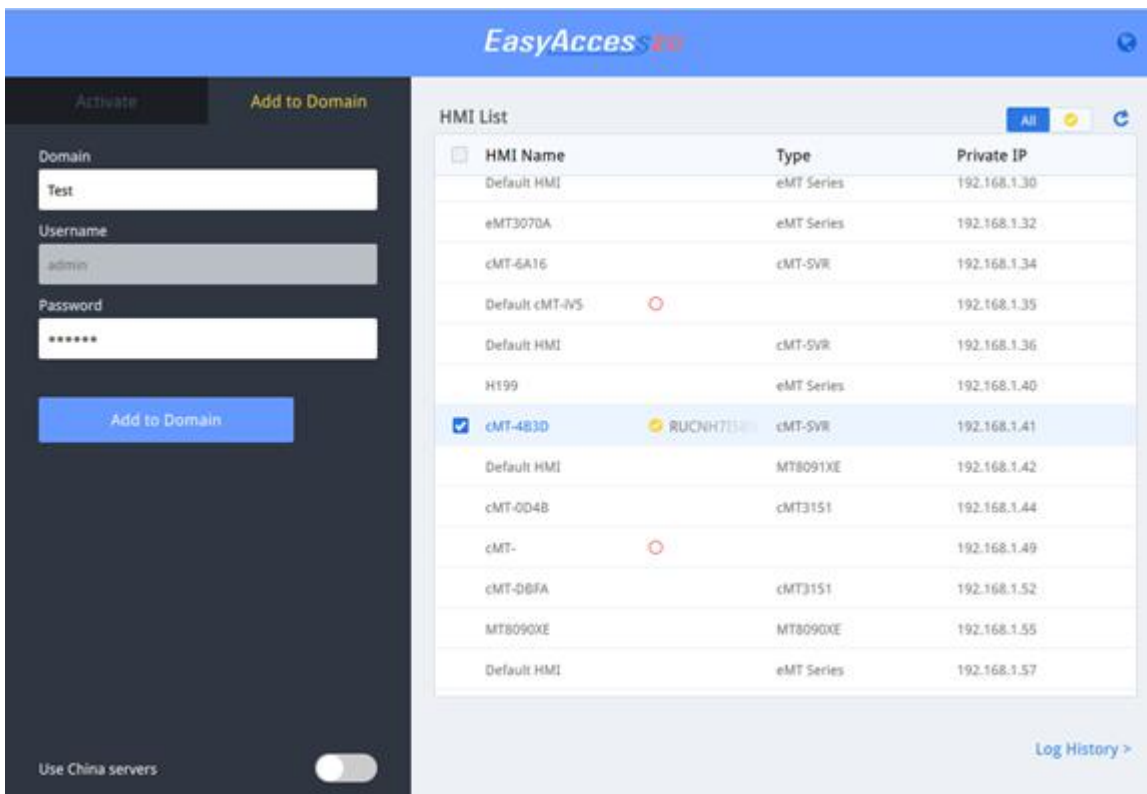 EasyAccess 2.0
Activate
Add to Domain
Domain
Test
Username
admin
Password
******
Add to Domain
Use China servers
HMI List
All
HMI Name Type Private IP
Default HMI eMT Series 192.168.1.30
eMT3070A eMT Series 192.168.1.32
cMT-6A16 cMT-SVR 192.168.1.34
Default cMT-iV5 192.168.1.35
Default HMI cMT-SVR 192.168.1.36
H199 eMT Series 192.168.1.40
cMT-4B3D cMT-SVR 192.168.1.41
Default HMI MT8091XE 192.168.1.42
cMT-0D4B cMT3151 192.168.1.44
cMT- 192.168.1.49
cMT-DBFA cMT3151 192.168.1.52
MT8090XE MT8090XE 192.168.1.55
Default HMI eMT Series 192.168.1.57
Log History >